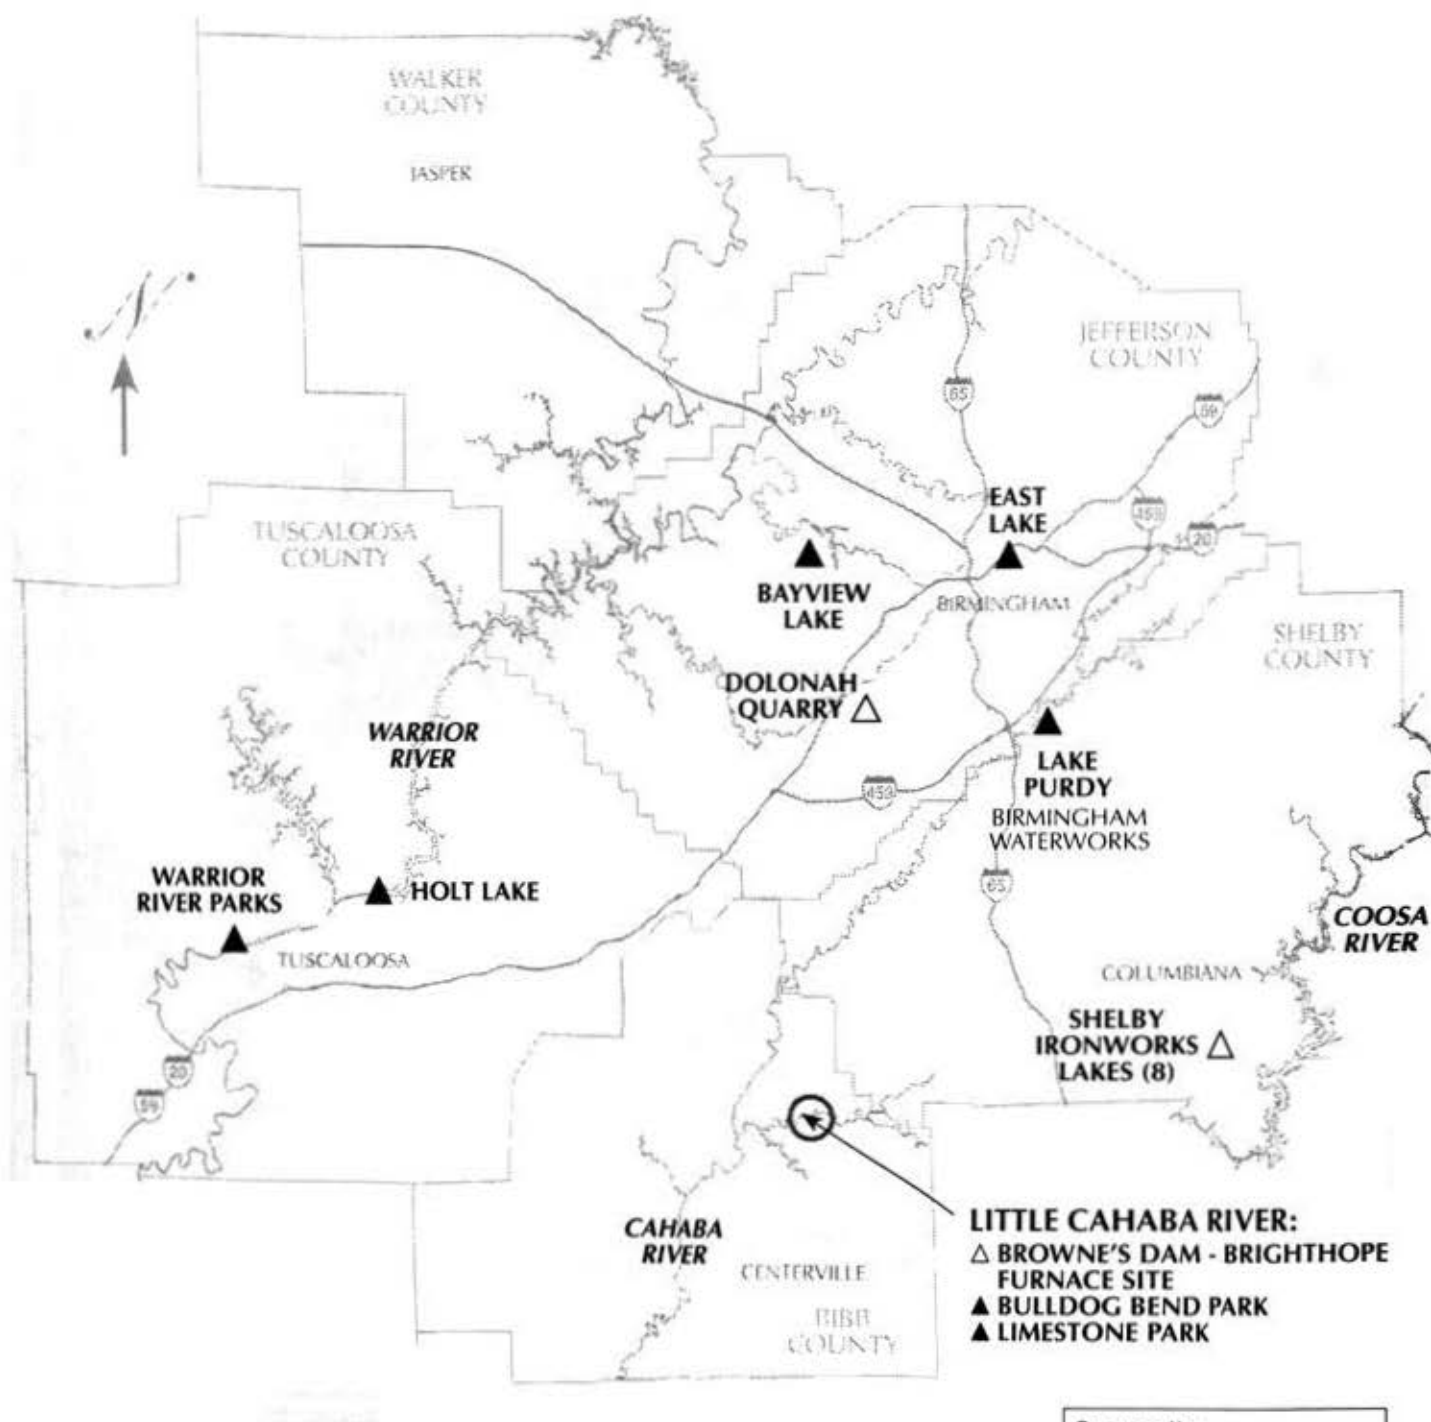 WALKER
COUNTY
JASPER
JEFFERSON
COUNTY
65
59
EAST
LAKE
459
20
TUSCALOOSA
COUNTY
BAYVIEW
LAKE
BIRMINGHAM
SHELBY
COUNTY
DOLONAH
QUARRY
WARRIOR
RIVER
LAKE
PURDY
459
BIRMINGHAM
WATERWORKS
WARRIOR
RIVER PARKS
HOLT LAKE
65
COOSA
RIVER
TUSCALOOSA
COLUMBIANA
SHELBY
IRONWORKS
LAKES (8)
20
59
LITTLE CAHABA RIVER:
BROWNE'S DAM - BRIGHTHOPE
FURNACE SITE
BULLDOG BEND PARK
LIMESTONE PARK
CAHABA
RIVER
CENTERVILLE
BIBB
COUNTY